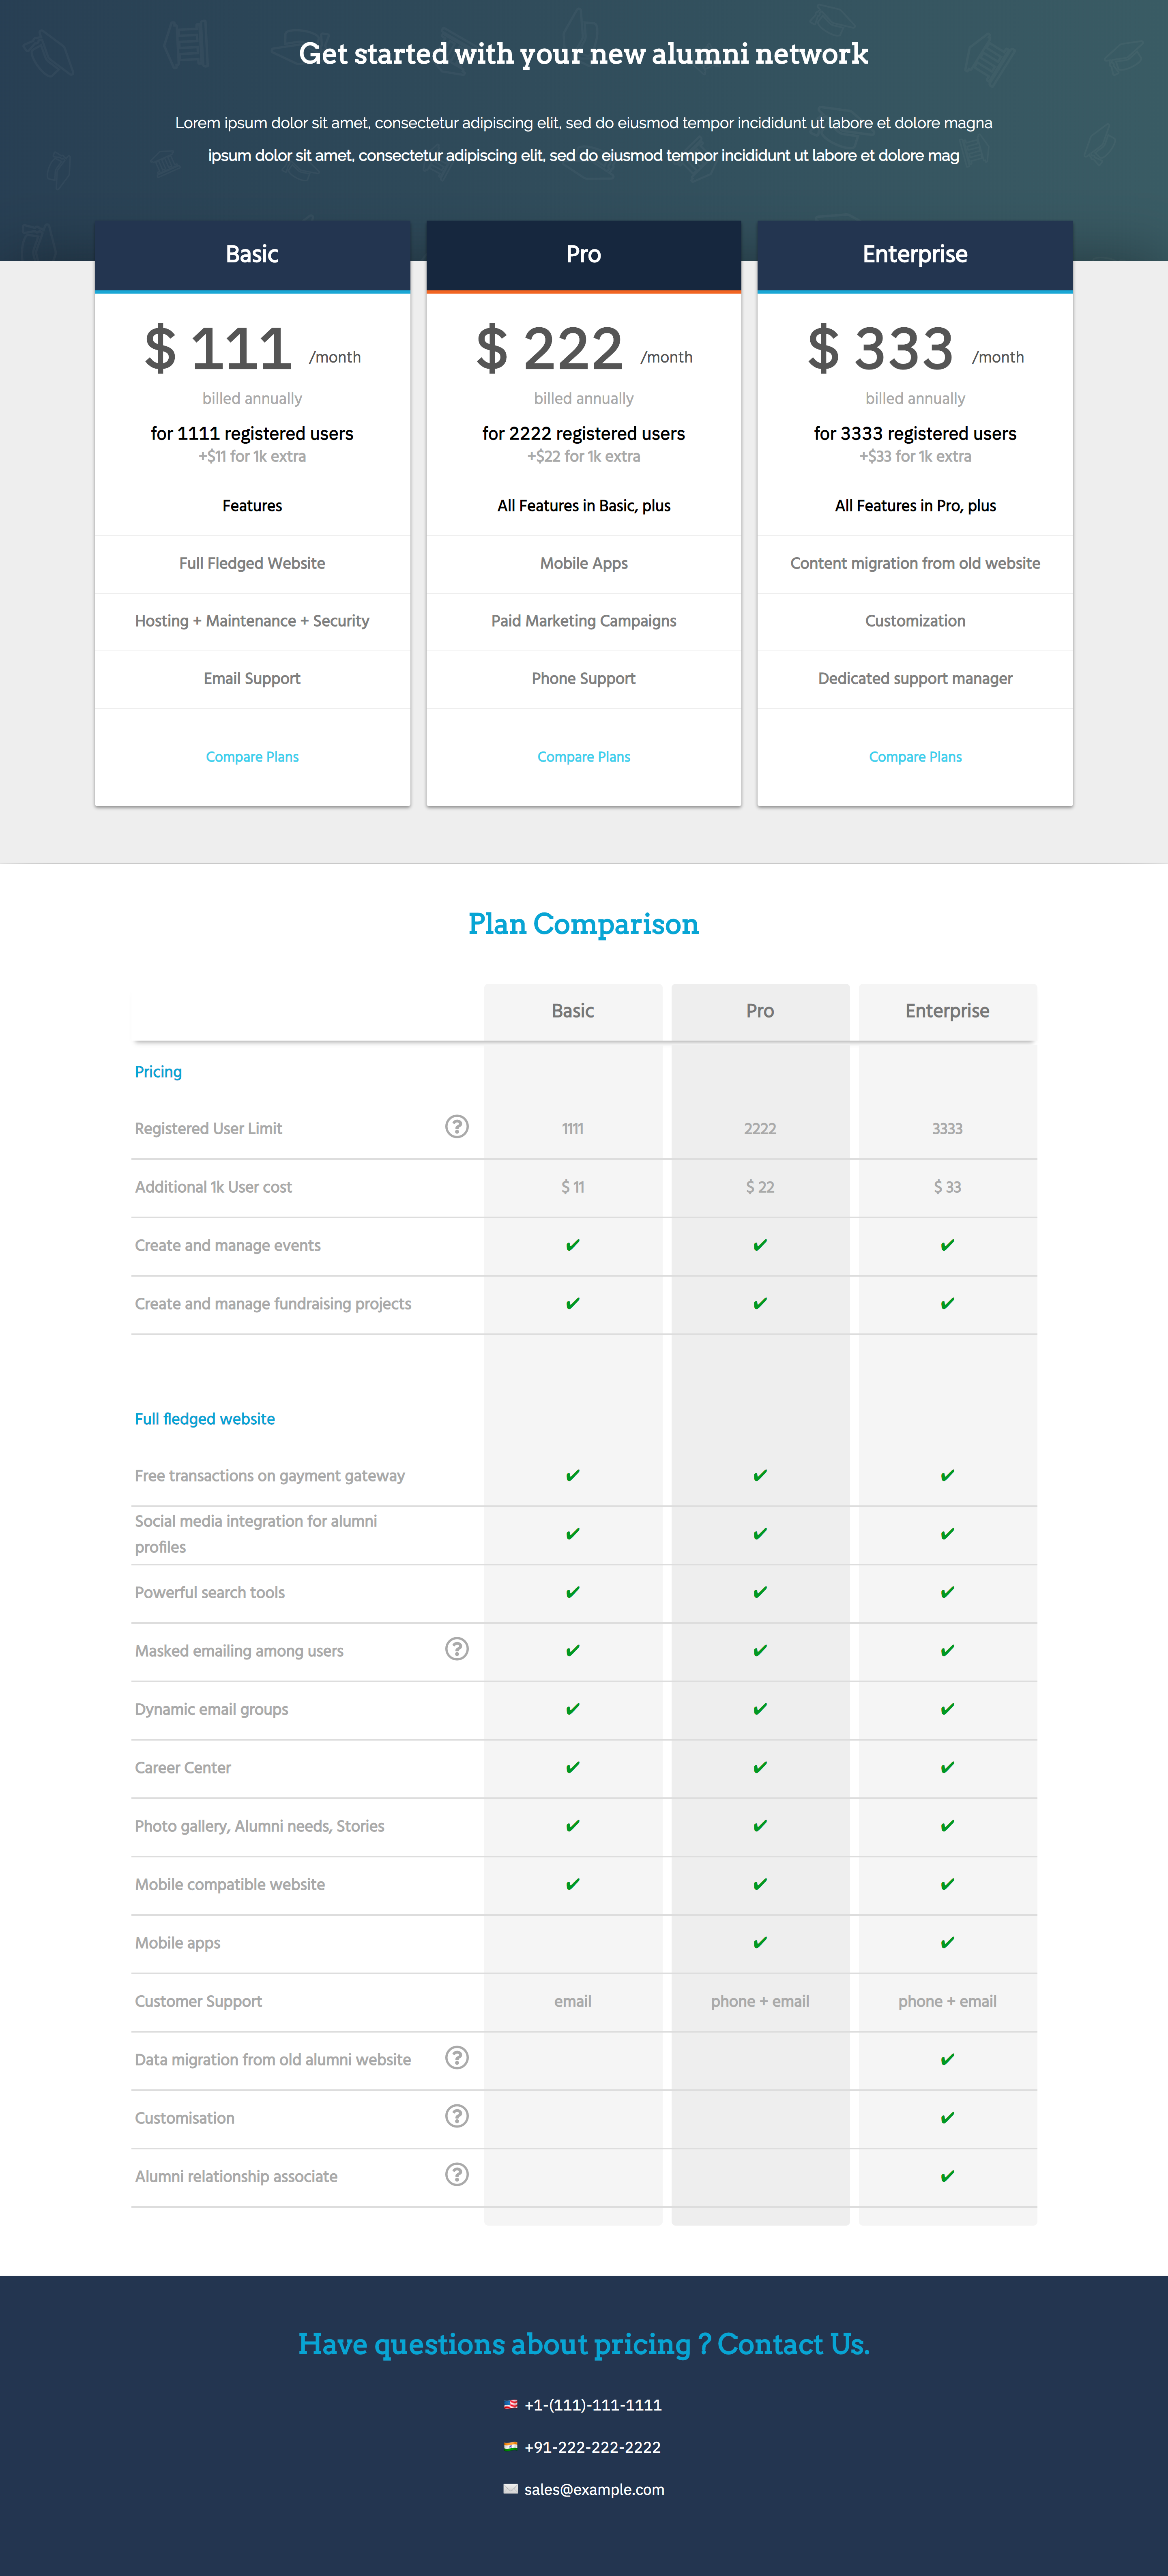 Get started with your new alumni network
Lorem ipsum dolor sit amet, consectetur adipiscing elit, sed do eiusmod tempor incididunt ut labore et dolore magna
ipsum dolor sit amet, consectetur adipiscing elit, sed do eiusmod tempor incididunt ut labore et dolore mag
Basic
$ 111 /month
billed annually
for 1111 registered users
+$11 for 1k extra
Features
Full Fledged Website
Hosting + Maintenance + Security
Email Support
Compare Plans
Pro
$ 222 /month
billed annually
for 2222 registered users
+$22 for 1k extra
All Features in Basic, plus
Mobile Apps
Paid Marketing Campaigns
Phone Support
Compare Plans
Enterprise
$ 333 /month
billed annually
for 3333 registered users
+$33 for 1k extra
All Features in Pro, plus
Content migration from old website
Customization
Dedicated support manager
Compare Plans
Plan Comparison
Basic Pro Enterprise
Pricing
Registered User Limit ? 1111 2222 3333
Additional 1k User cost $ 11 $ 22 $ 33
Create and manage events ✔ ✔ ✔
Create and manage fundraising projects ✔ ✔ ✔
Full fledged website
Free transactions on gayment gateway ✔ ✔ ✔
Social media integration for alumni
profiles ✔ ✔ ✔
Powerful search tools ✔ ✔ ✔
Masked emailing among users ? ✔ ✔ ✔
Dynamic email groups ✔ ✔ ✔
Career Center ✔ ✔ ✔
Photo gallery, Alumni needs, Stories ✔ ✔ ✔
Mobile compatible website ✔ ✔ ✔
Mobile apps ✔ ✔
Customer Support email phone + email phone + email
Data migration from old alumni website ? ✔
Customisation ? ✔
Alumni relationship associate ? ✔
Have questions about pricing ? Contact Us.
+1-(111)-111-1111
+91-222-222-2222
sales@example.com